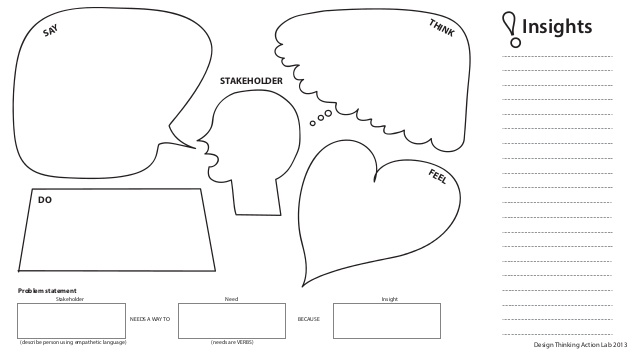 SAY
THINK
Insights
STAKEHOLDER
FEEL
DO
Problem statement
Stakeholder
Need
Insight
NEEDS A WAY TO
BECAUSE
(describe person using empathetic language)
(needs are VERBS)
Design Thinking Action Lab 2013